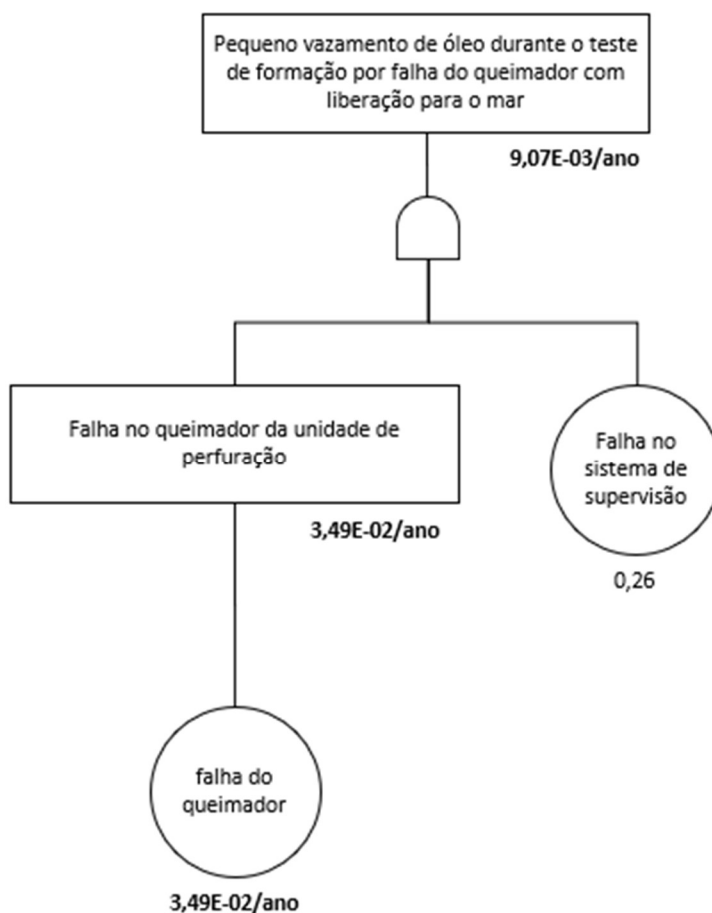 Pequeno vazamento de óleo durante o teste
de formação por falha do queimador com
liberação para o mar
9,07E-03/ano
Falha no queimador da unidade de
perfuração
3,49E-02/ano
Falha no
sistema de
supervisão
0,26
falha do
queimador
3,49E-02/ano